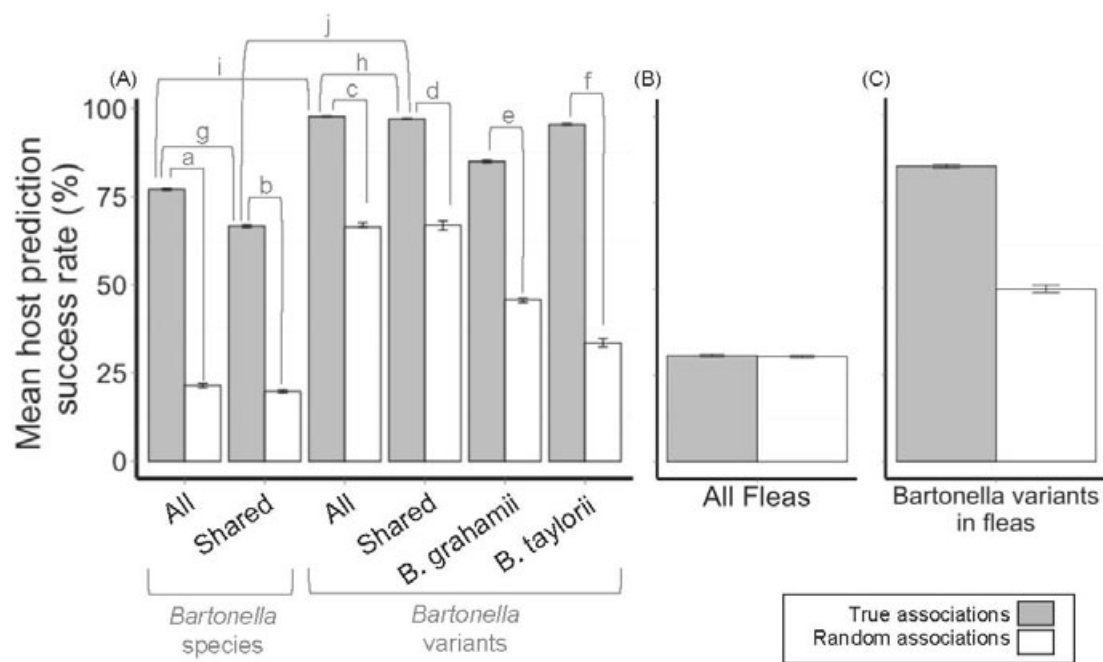 (A)
i
j
h
g
c
d
a
b
e
f
(B)
(C)
Mean host prediction
success rate (%)
100
75
50
25
0
All
Shared
All
Shared
B. grahamii
B. taylorii
Bartonella
species
Bartonella
variants
All Fleas
Bartonella variants
in fleas
True associations
Random associations